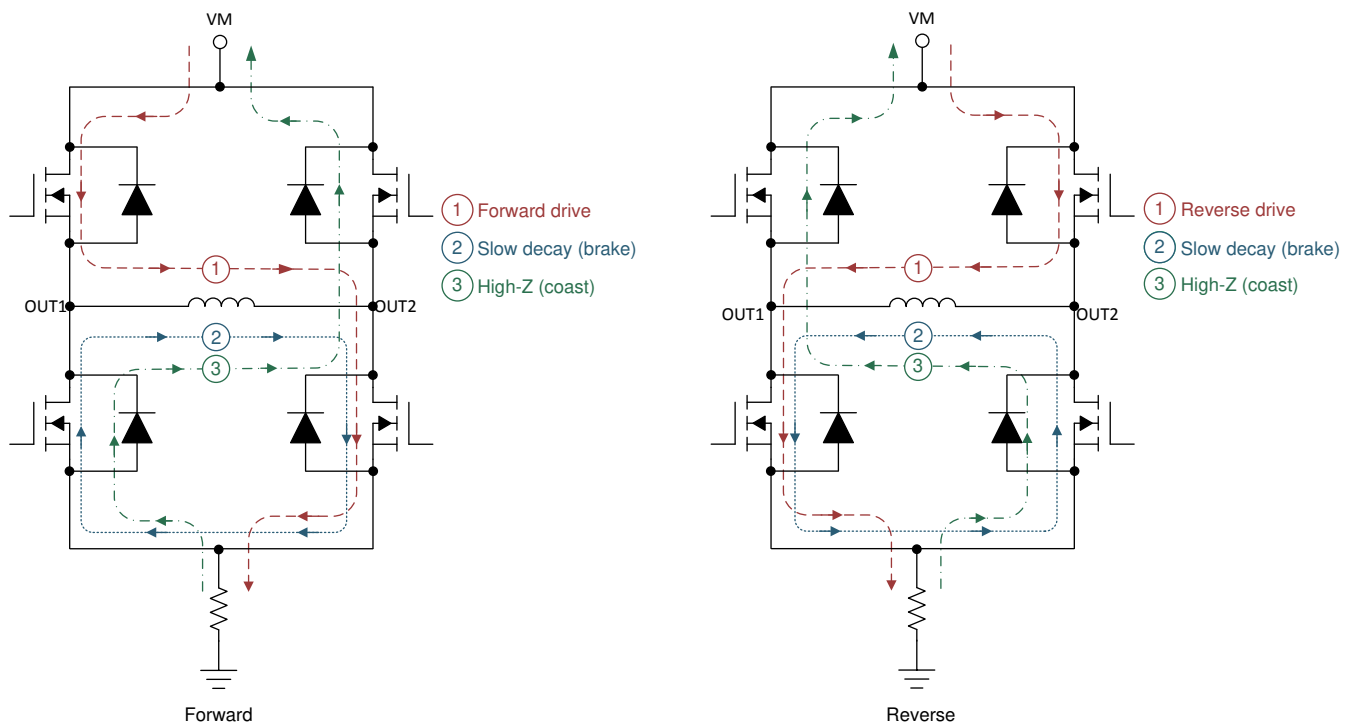 VM
1 Forward drive
2 Slow decay (brake)
3 High-Z (coast)
1
OUT1
OUT2
2
3
Forward
VM
1 Reverse drive
2 Slow decay (brake)
3 High-Z (coast)
1
OUT1
OUT2
2
3
Reverse